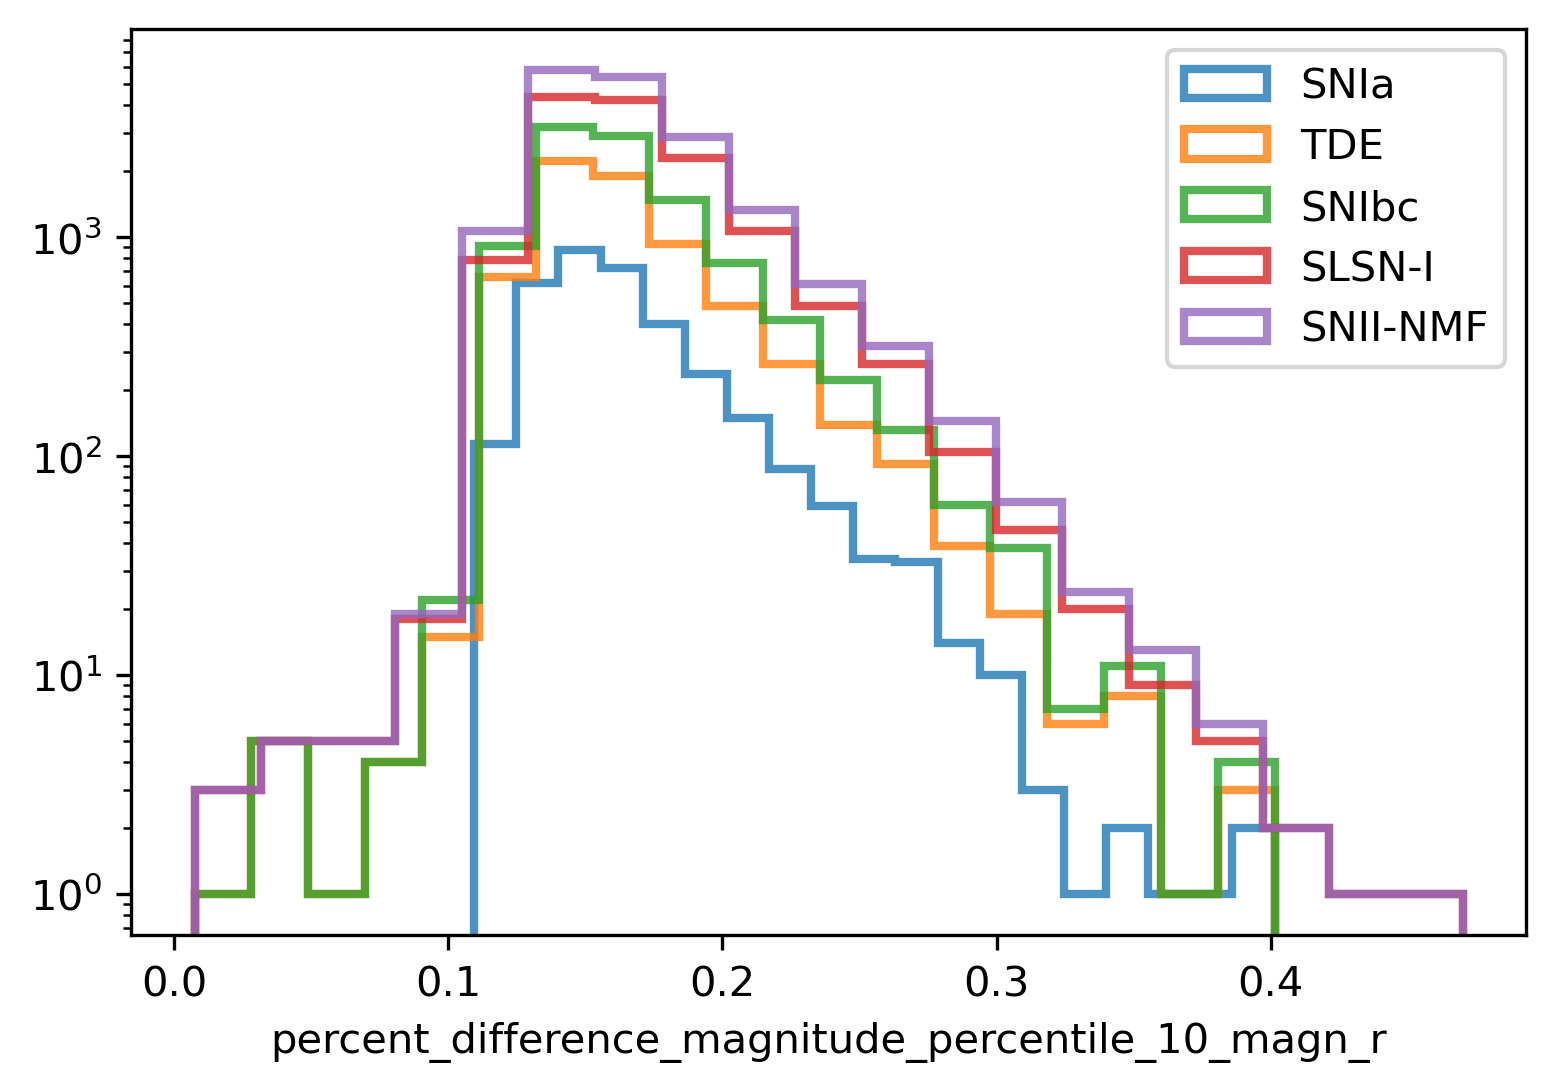 10³
10²
10¹
10⁰
0.0 0.1 0.2 0.3 0.4
percent_difference_magnitude_percentile_10_magn_r
SNIa
TDE
SNIbc
SLSN-I
SNII-NMF